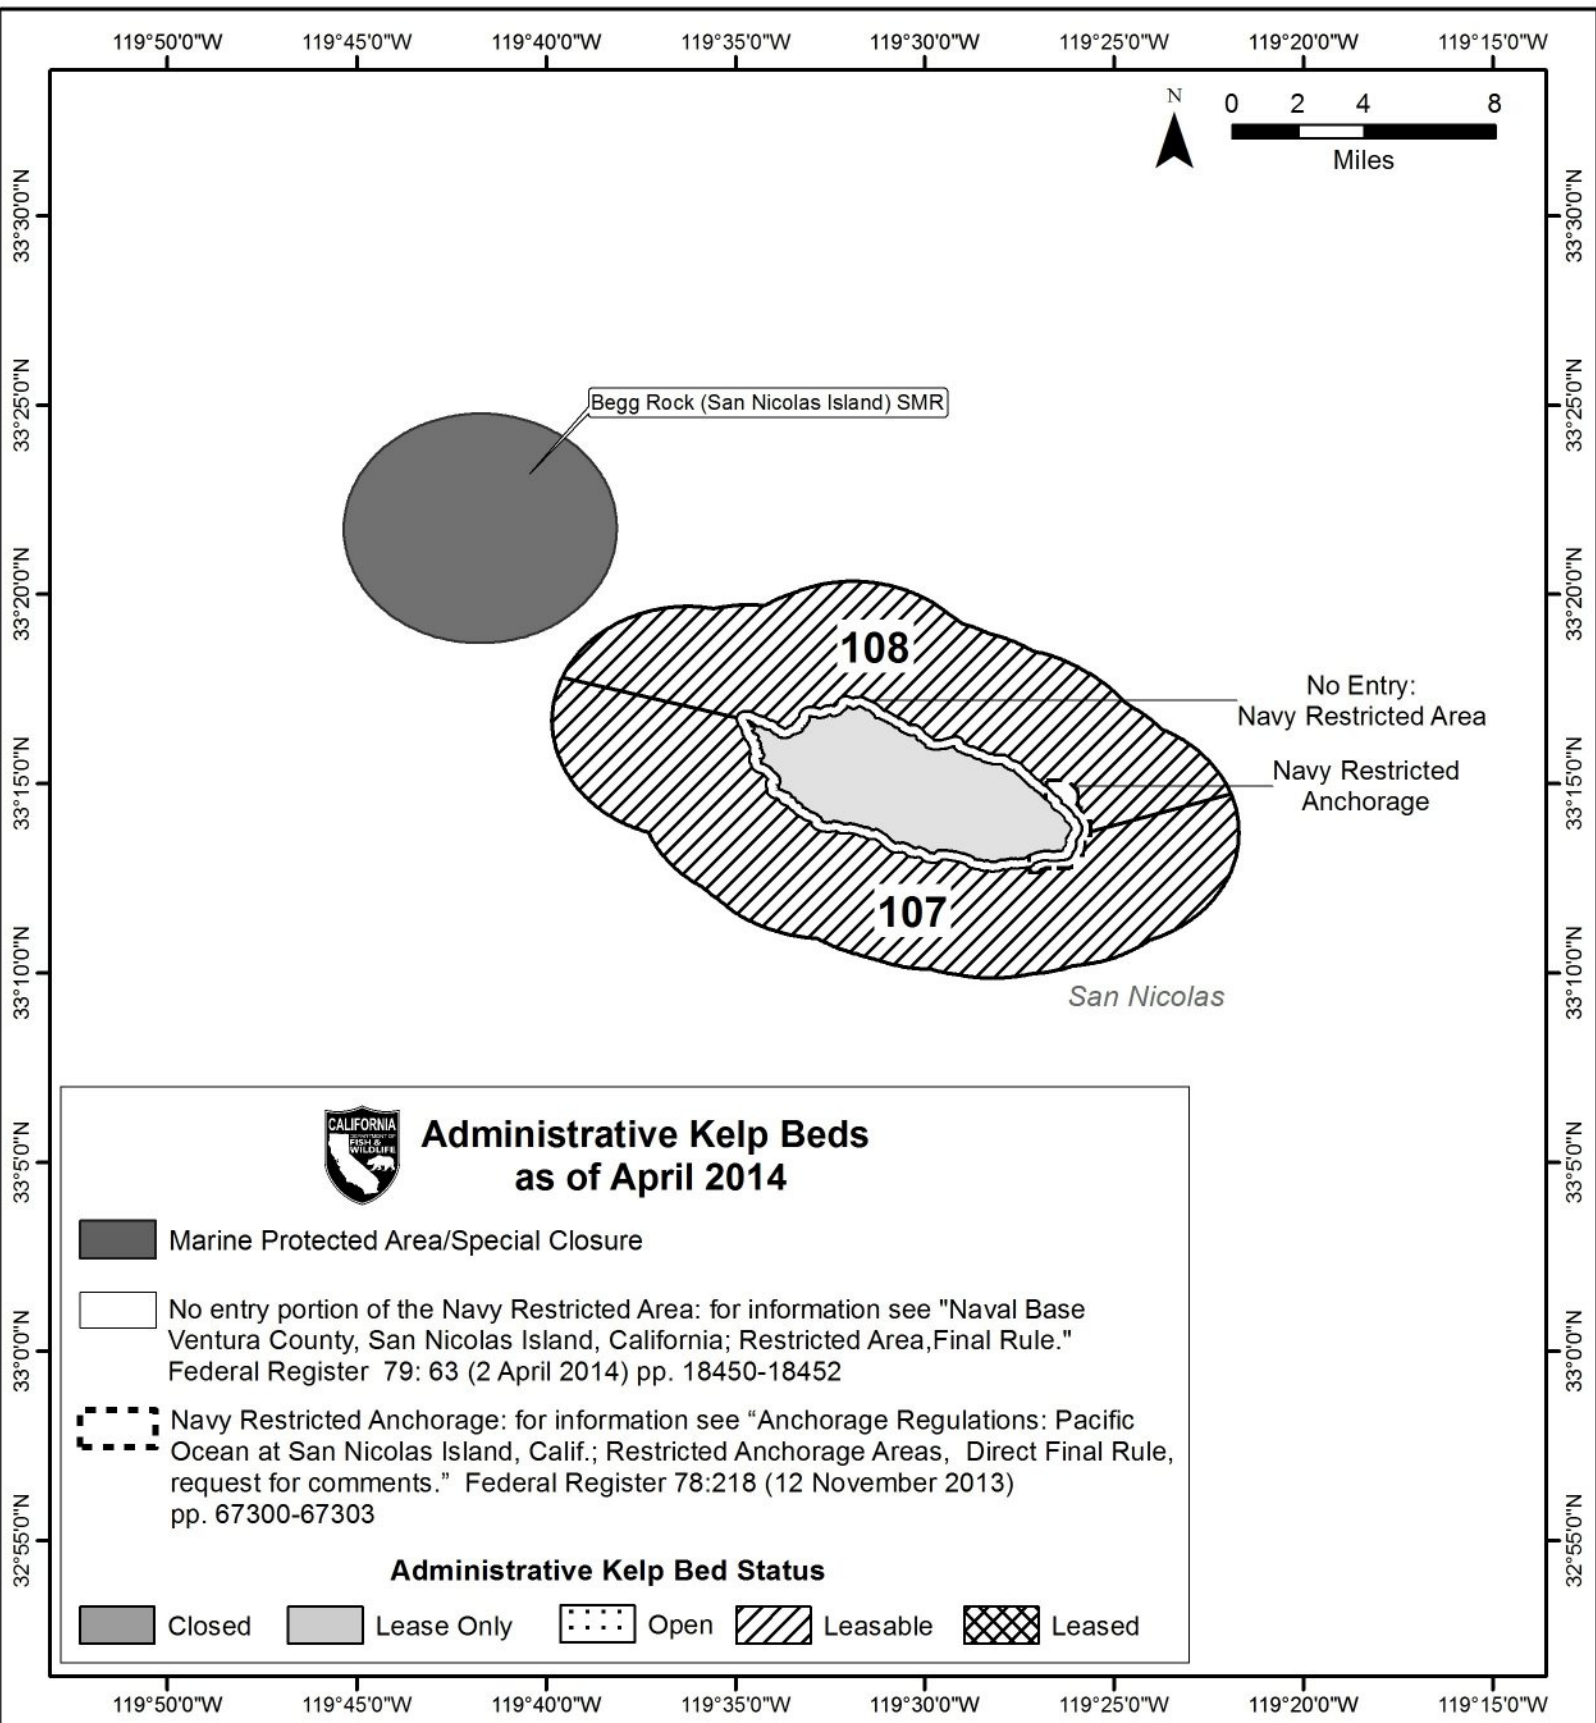 119°50'0"W 119°45'0"W 119°40'0"W 119°35'0"W 119°30'0"W 119°25'0"W 119°20'0"W 119°15'0"W
N
0 2 4 8
Miles
33°30'0"N
33°30'0"N
33°25'0"N
33°25'0"N
Begg Rock (San Nicolas Island) SMR
33°20'0"N
33°20'0"N
108
No Entry:
Navy Restricted Area
33°15'0"N
33°15'0"N
Navy Restricted
Anchorage
107
33°10'0"N
33°10'0"N
San Nicolas
33°5'0"N
33°5'0"N
CALIFORNIA
DEPARTMENT OF
FISH &
WILDLIFE
Administrative Kelp Beds
as of April 2014
Marine Protected Area/Special Closure
33°0'0"N
33°0'0"N
No entry portion of the Navy Restricted Area: for information see "Naval Base
Ventura County, San Nicolas Island, California; Restricted Area,Final Rule."
Federal Register 79: 63 (2 April 2014) pp. 18450-18452
Navy Restricted Anchorage: for information see “Anchorage Regulations: Pacific
Ocean at San Nicolas Island, Calif.; Restricted Anchorage Areas, Direct Final Rule,
request for comments.” Federal Register 78:218 (12 November 2013)
pp. 67300-67303
32°55'0"N
32°55'0"N
Administrative Kelp Bed Status
Closed Lease Only Open Leasable Leased
119°50'0"W 119°45'0"W 119°40'0"W 119°35'0"W 119°30'0"W 119°25'0"W 119°20'0"W 119°15'0"W